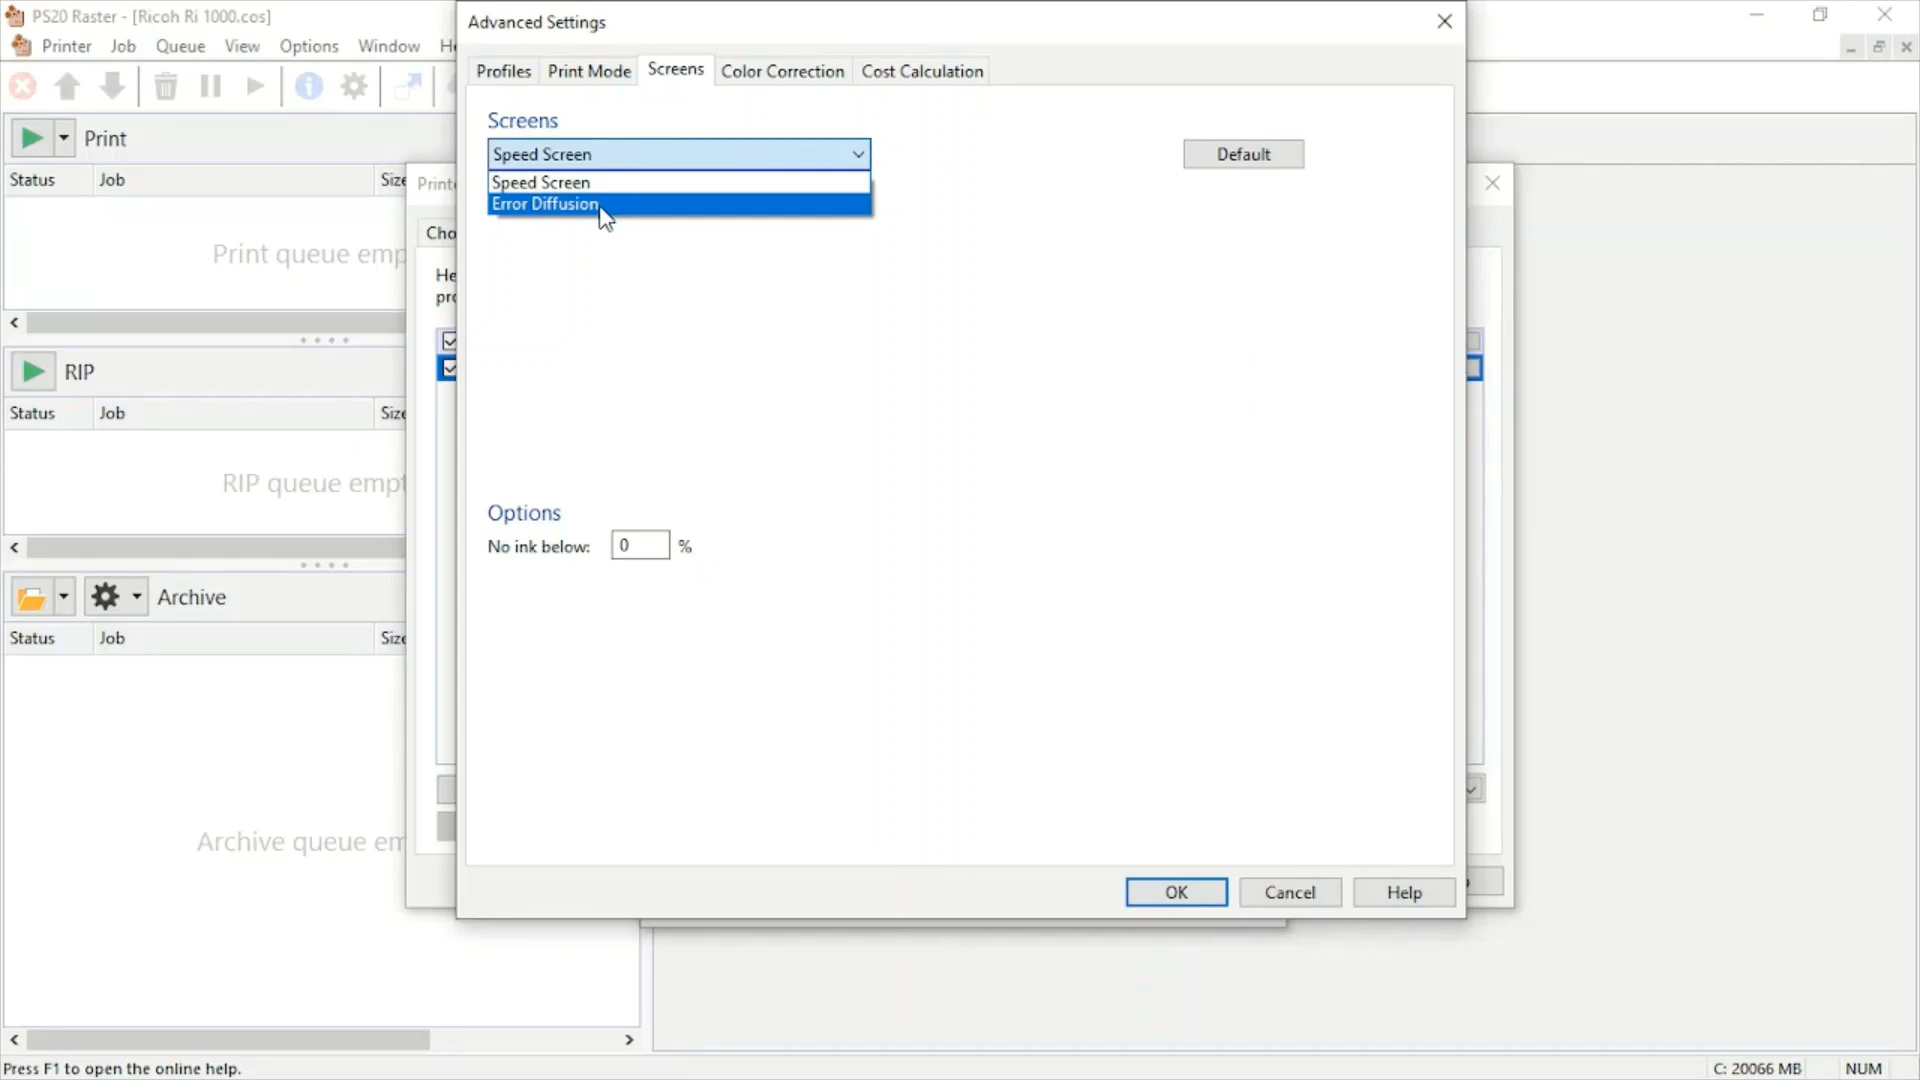 PS20 Raster - [Ricoh Ri 1000.cos]
Printer Job Queue View Options Window
Print
Status Job
Print queue
RIP
Status Job
RIP queue
Archive
Status Job
Archive queue
Advanced Settings
Profiles Print Mode Screens Color Correction Cost Calculation
Screens
Speed Screen
Default
Speed Screen
Error Diffusion
Options
No ink below: 0 %
OK Cancel Help
Press F1 to open the online help.
C: 20066 MB NUM